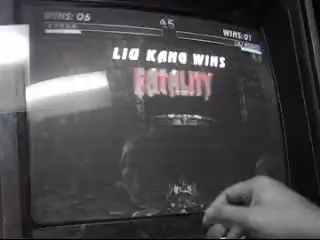 WINS: 06
45
WINS: 01
LIU KANG WINS
FATALITY